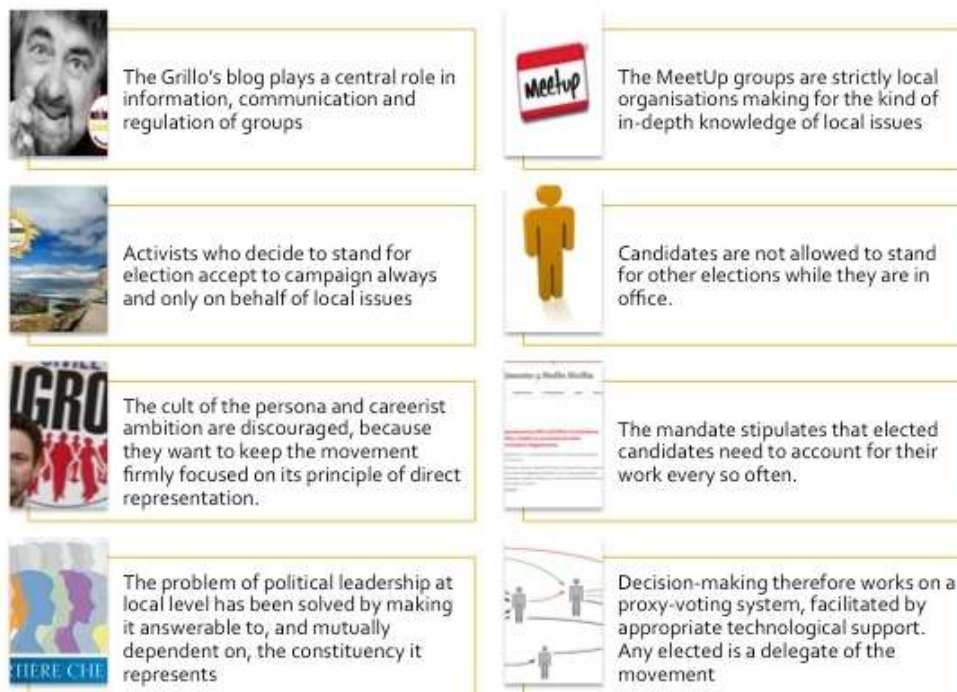 The Grillo's blog plays a central role in
information, communication and
regulation of groups
Meetup
The MeetUp groups are strictly local
organisations making for the kind of
in-depth knowledge of local issues
Activists who decide to stand for
election accept to campaign always
and only on behalf of local issues
Candidates are not allowed to stand
for other elections while they are in
office.
IGRO
The cult of the persona and careerist
ambition are discouraged, because
they want to keep the movement
firmly focused on its principle of direct
representation.
The mandate stipulates that elected
candidates need to account for their
work every so often.
TIERE CHE
The problem of political leadership at
local level has been solved by making
it answerable to, and mutually
dependent on, the constituency it
represents
Decision-making therefore works on a
proxy-voting system, facilitated by
appropriate technological support.
Any elected is a delegate of the
movement